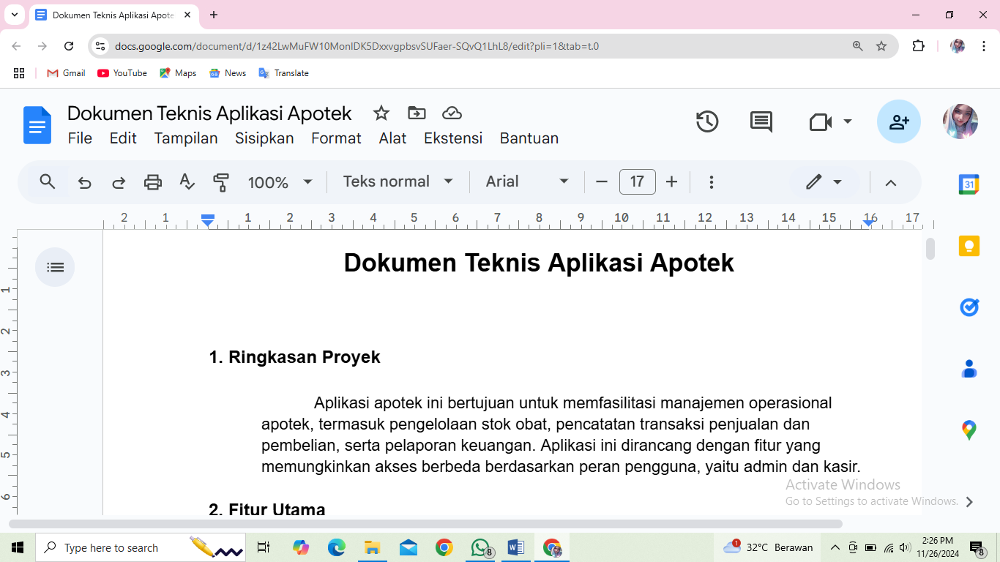 Dokumen Teknis Aplikasi Apote
docs.google.com/document/d/1z42LwMuFW10MonIDK5DxxvgpbsvSUFaer-SQvQ1LhL8/edit?pli=1&tab=t.0
Gmail YouTube Maps News Translate
Dokumen Teknis Aplikasi Apotek
File Edit Tampilan Sisipkan Format Alat Ekstensi Bantuan
100% Teks normal Arial 17
2 1 1 2 3 4 5 6 7 8 9 10 11 12 13 14 15 16 17
31
Dokumen Teknis Aplikasi Apotek
1. Ringkasan Proyek
Aplikasi apotek ini bertujuan untuk memfasilitasi manajemen operasional
apotek, termasuk pengelolaan stok obat, pencatatan transaksi penjualan dan
pembelian, serta pelaporan keuangan. Aplikasi ini dirancang dengan fitur yang
memungkinkan akses berbeda berdasarkan peran pengguna, yaitu admin dan kasir.
2. Fitur Utama
1
2
3
4
5
6
Activate Windows
Go to Settings to activate Windows.
Type here to search
8
1
32°C Berawan
2:26 PM
11/26/2024
8